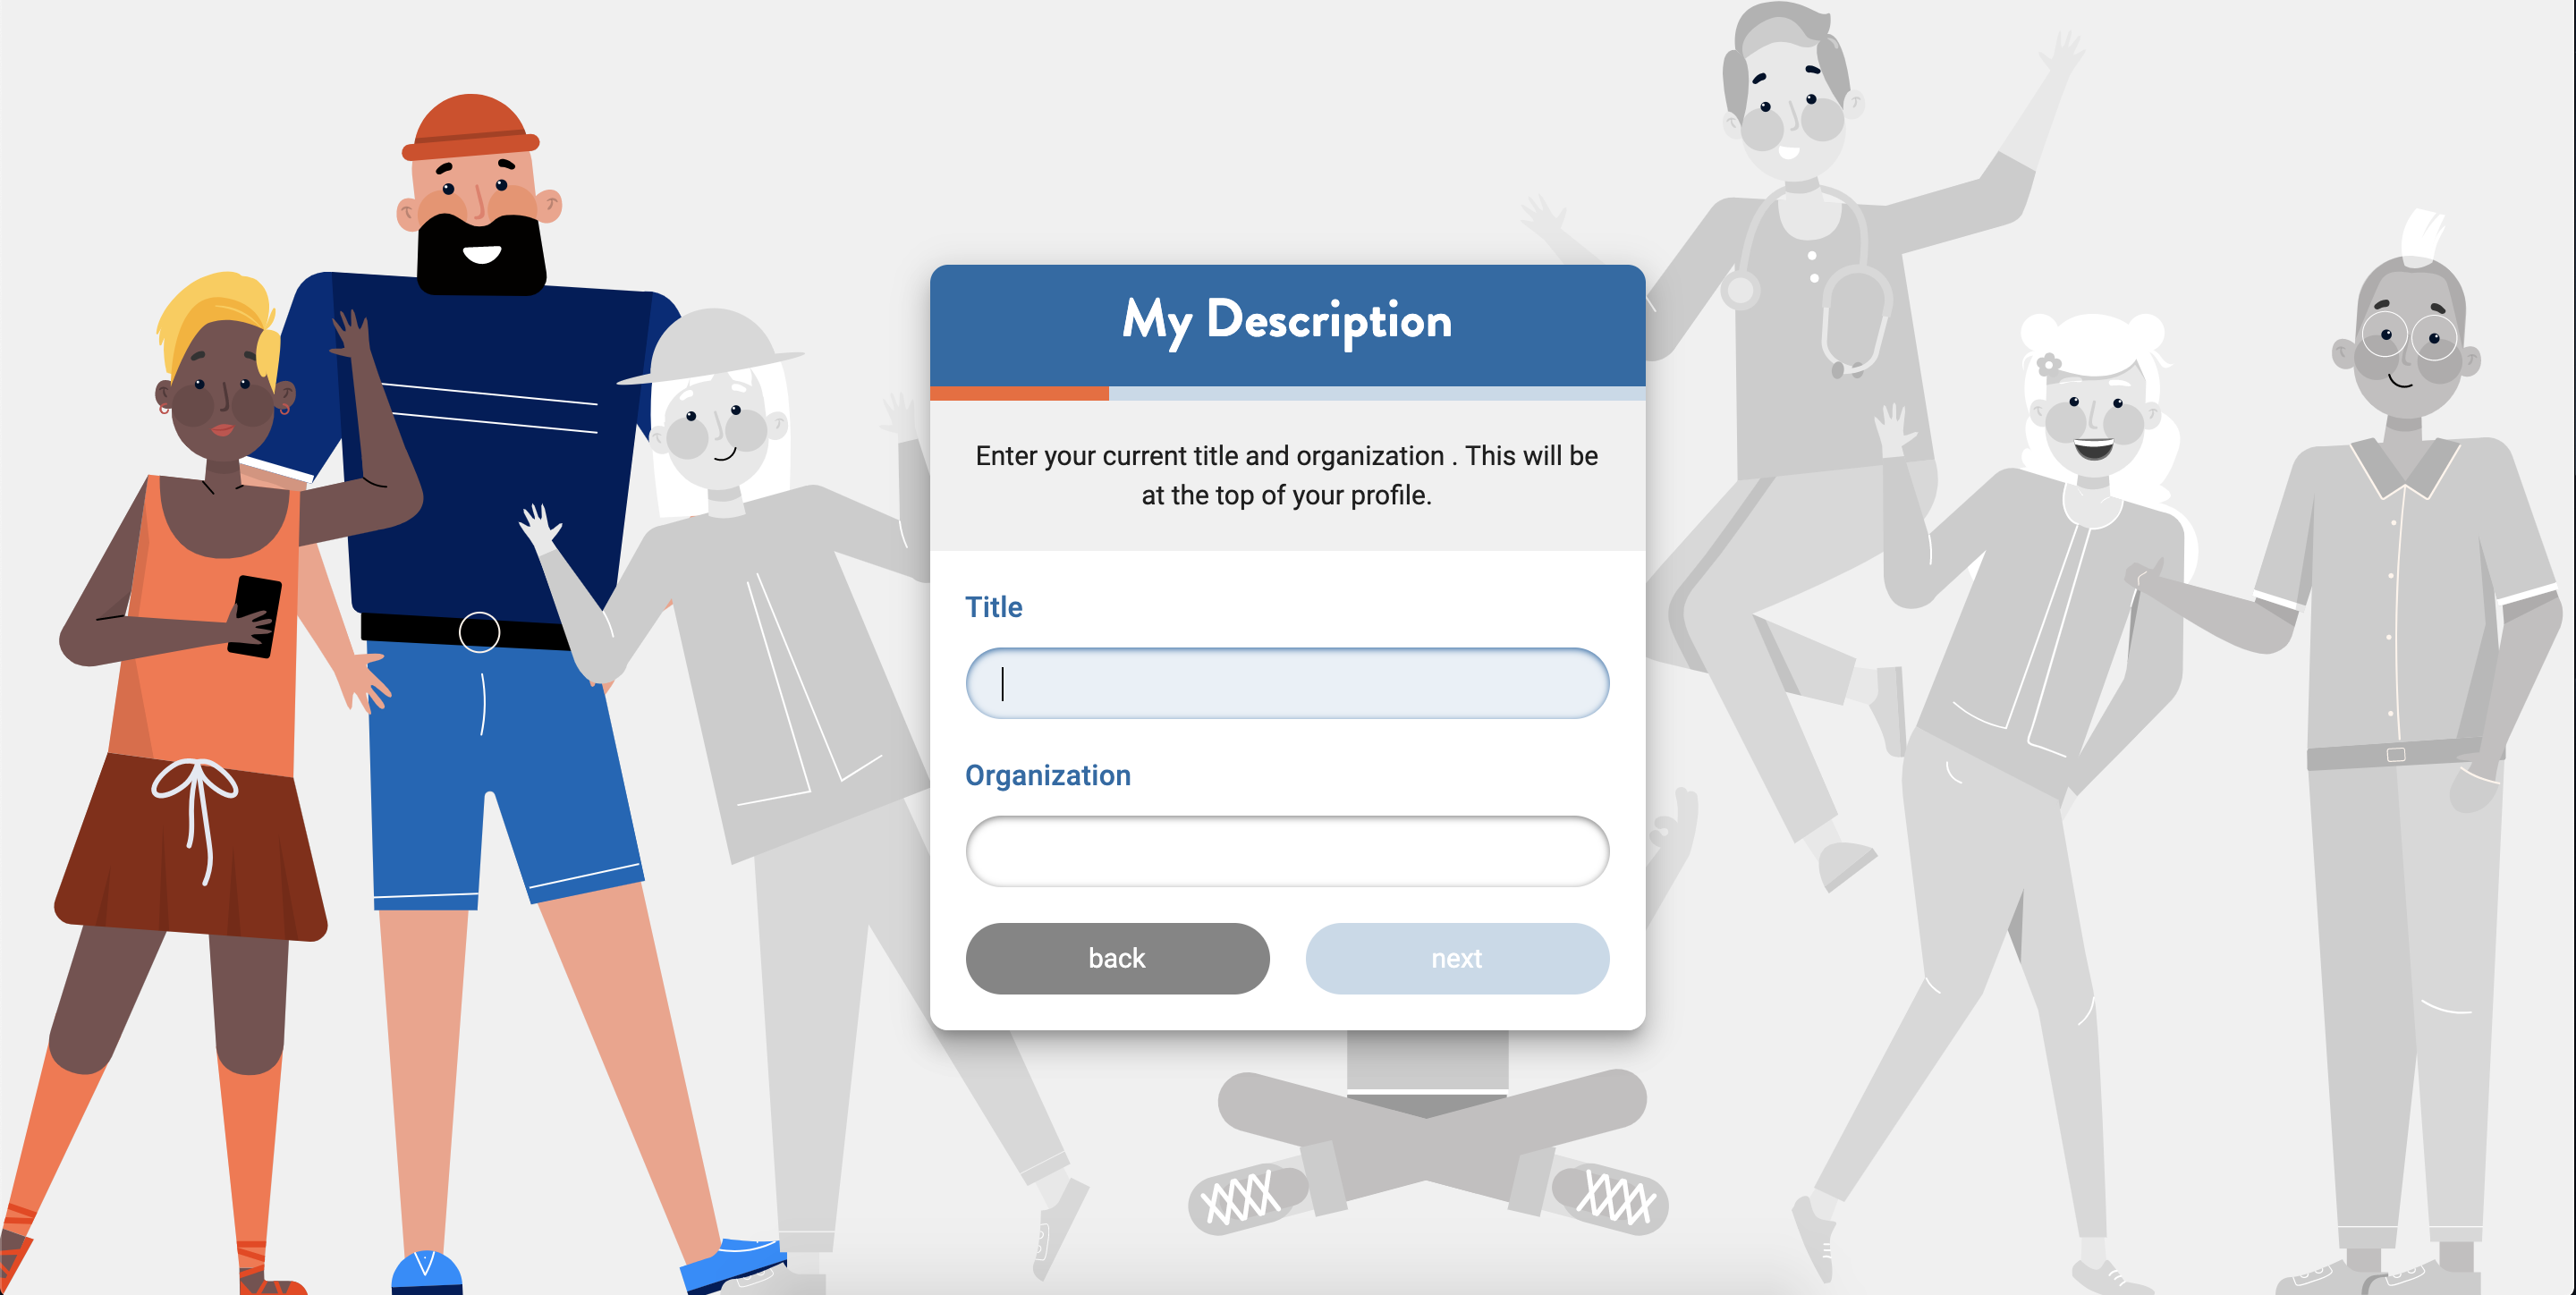 My Description
Enter your current title and organization . This will be
at the top of your profile.
Title
Organization
back
next